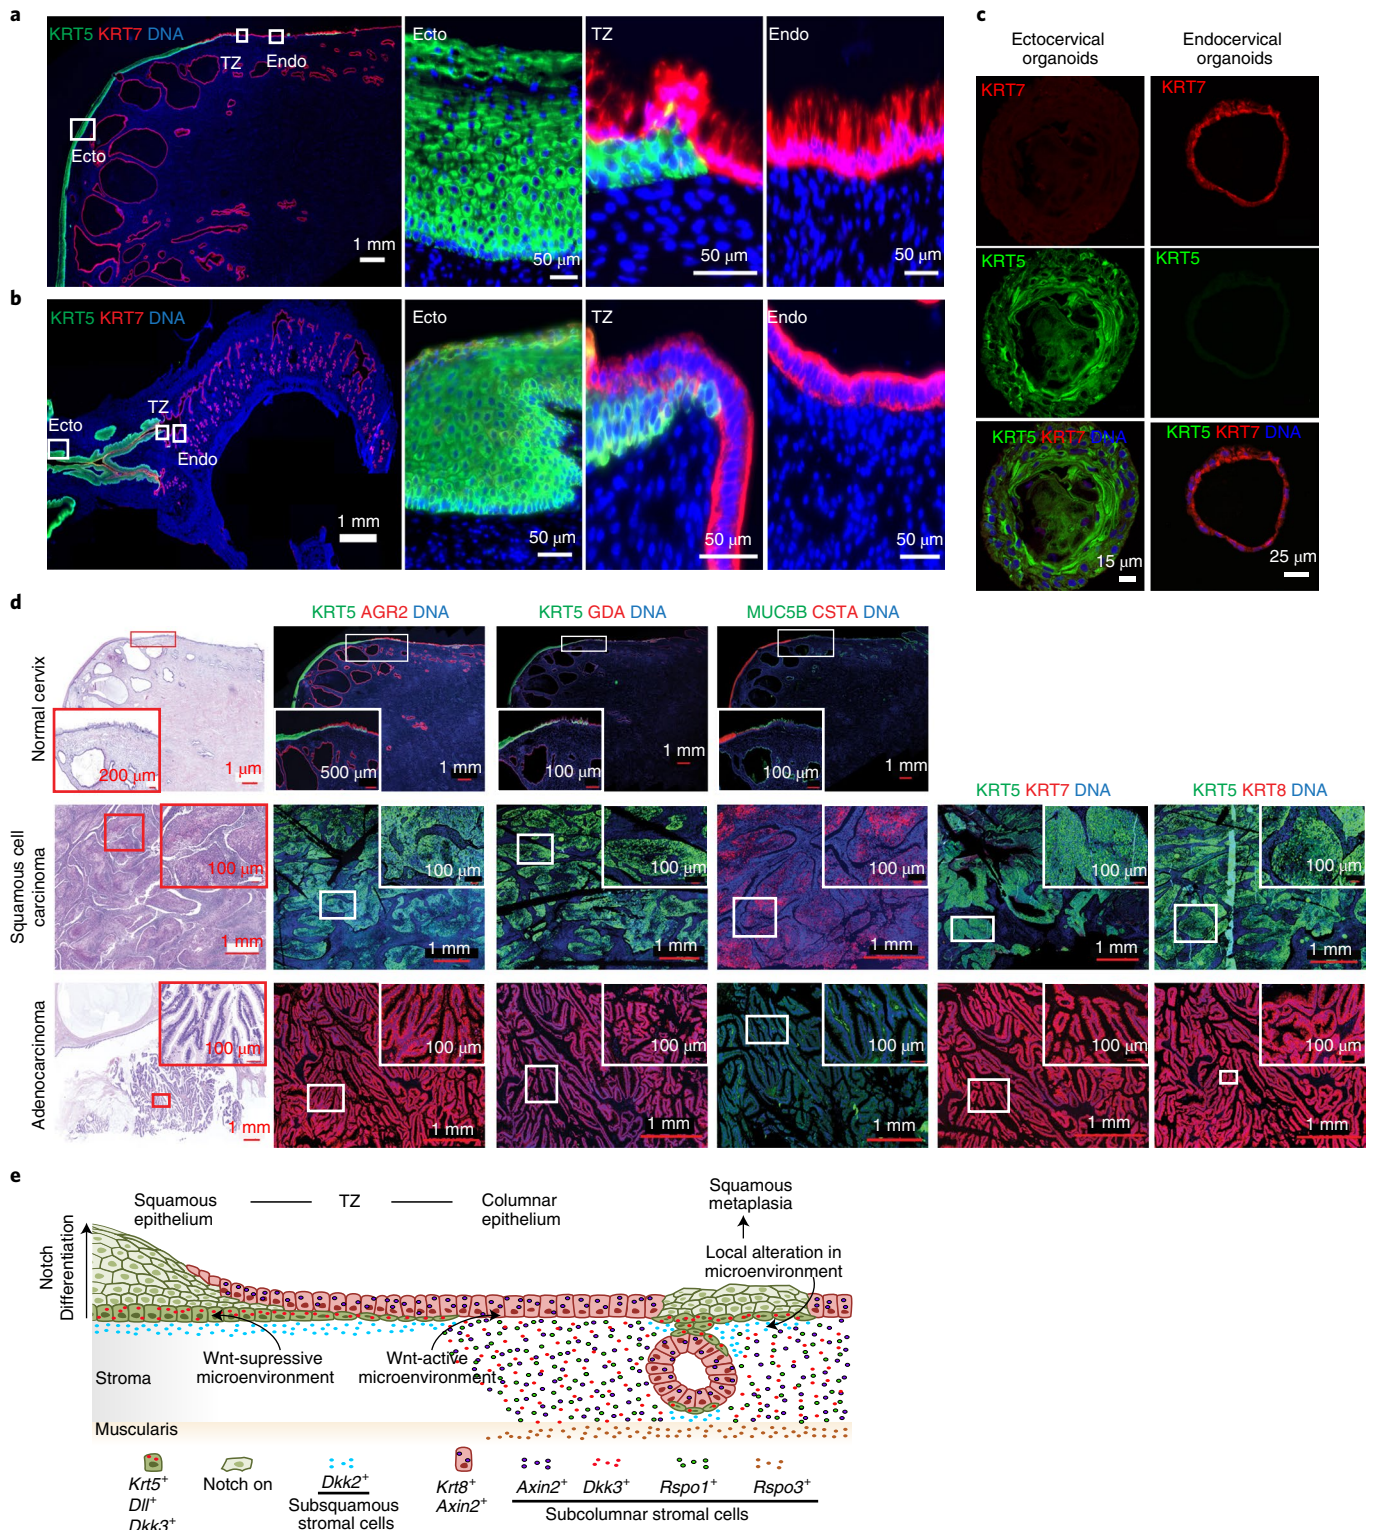 a
KRT5 KRT7 DNA
TZ
Endo
Ecto
1 mm
Ecto
50 µm
TZ
50 µm
Endo
50 µm
b
KRT5 KRT7 DNA
TZ
Ecto
Endo
1 mm
Ecto
50 µm
TZ
50 µm
Endo
50 µm
c
Ectocervical
organoids
Endocervical
organoids
KRT7
KRT7
KRT5
KRT5
KRT5 KRT7 DNA
15 µm
KRT5 KRT7 DNA
25 µm
d
KRT5 AGR2 DNA
KRT5 GDA DNA
MUC5B CSTA DNA
Normal cervix
200 µm
1 µm
500 µm
1 mm
100 µm
1 mm
100 µm
1 mm
KRT5 KRT7 DNA
KRT5 KRT8 DNA
Squamous cell
carcinoma
100 µm
1 mm
100 µm
1 mm
100 µm
1 mm
100 µm
1 mm
100 µm
1 mm
100 µm
1 mm
Adenocarcinoma
100 µm
1 mm
100 µm
1 mm
100 µm
1 mm
100 µm
1 mm
100 µm
1 mm
100 µm
1 mm
e
Squamous
epithelium
TZ
Columnar
epithelium
Squamous
metaplasia
Local alteration in
microenvironment
Notch
Differentiation
Wnt-supressive
microenvironment
Wnt-active
microenvironment
Stroma
Muscularis
Krt5+
Dll+
Dkk3+
Notch on
Dkk2+
Subsquamous
stromal cells
Krt8+
Axin2+
Axin2+
Dkk3+
Rspo1+
Rspo3+
Subcolumnar stromal cells